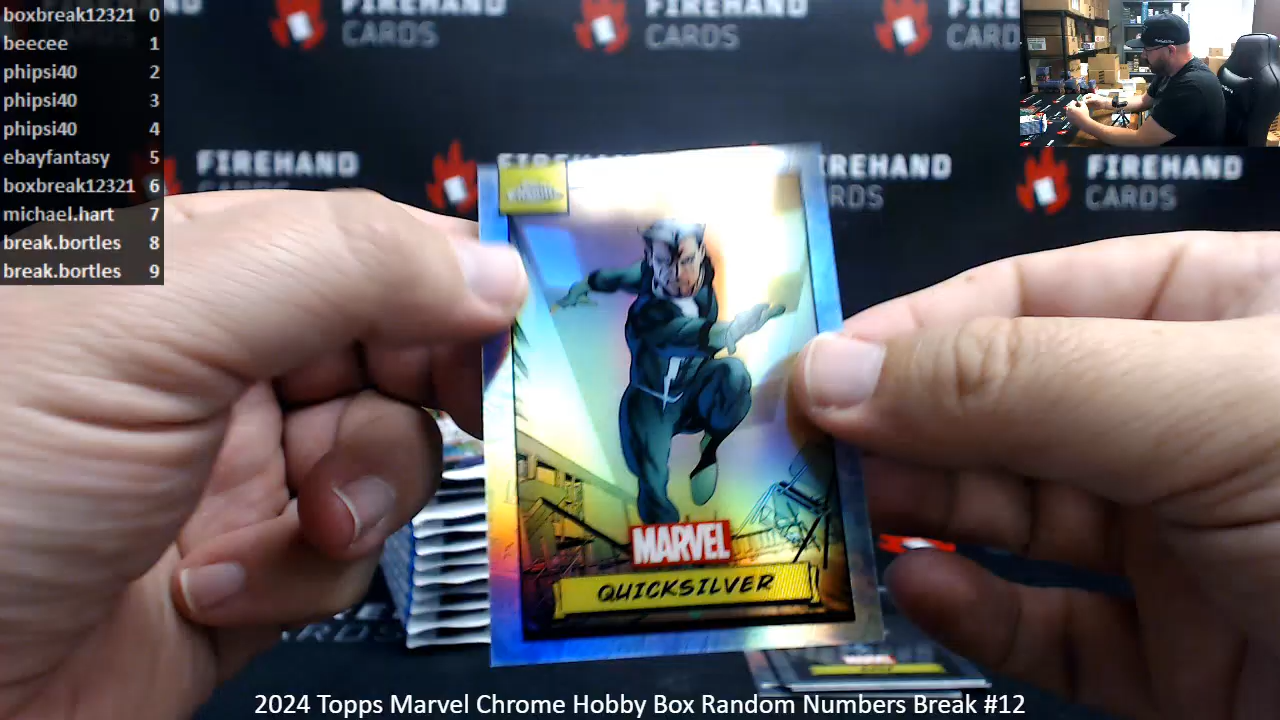 boxbreak12321 0
beecee 1
phipsi40 2
phipsi40 3
phipsi40 4
ebayfantasy 5
boxbreak12321 6
michael.hart 7
break.bortles 8
break.bortles 9
FIREHAND
CARDS
FIREHAND
CARDS
FIRE
CARDS
FIREHAND
FIREHAND
CARDS
FIREHAND
CARDS
MARVEL
QUICKSILVER
2024 Topps Marvel Chrome Hobby Box Random Numbers Break #12